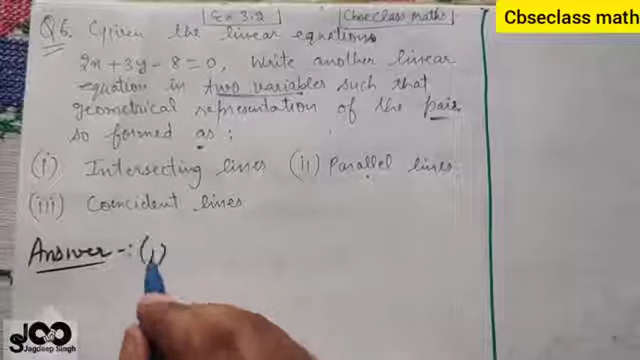 Ex 3.2
Cbseclass maths
Cbseclass math
Q6. Given the linear equations
2x + 3y - 8 = 0, Write another linear
equation in two variables such that
geometrical representation of the pair
so formed as :
(i) Intersecting lines (ii) Parallel lines
(iii) Coincident lines
Answer -: (i)
Jagdeep Singh